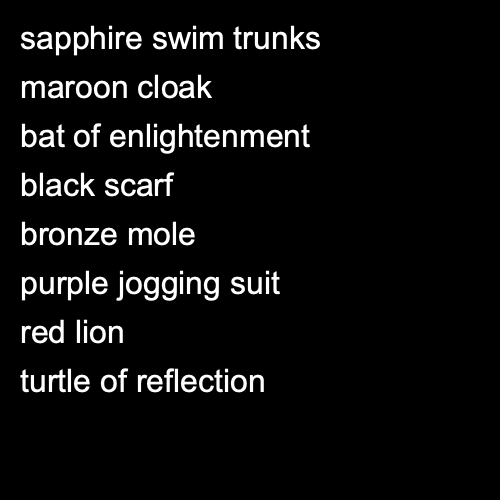 sapphire swim trunks
maroon cloak
bat of enlightenment
black scarf
bronze mole
purple jogging suit
red lion
turtle of reflection